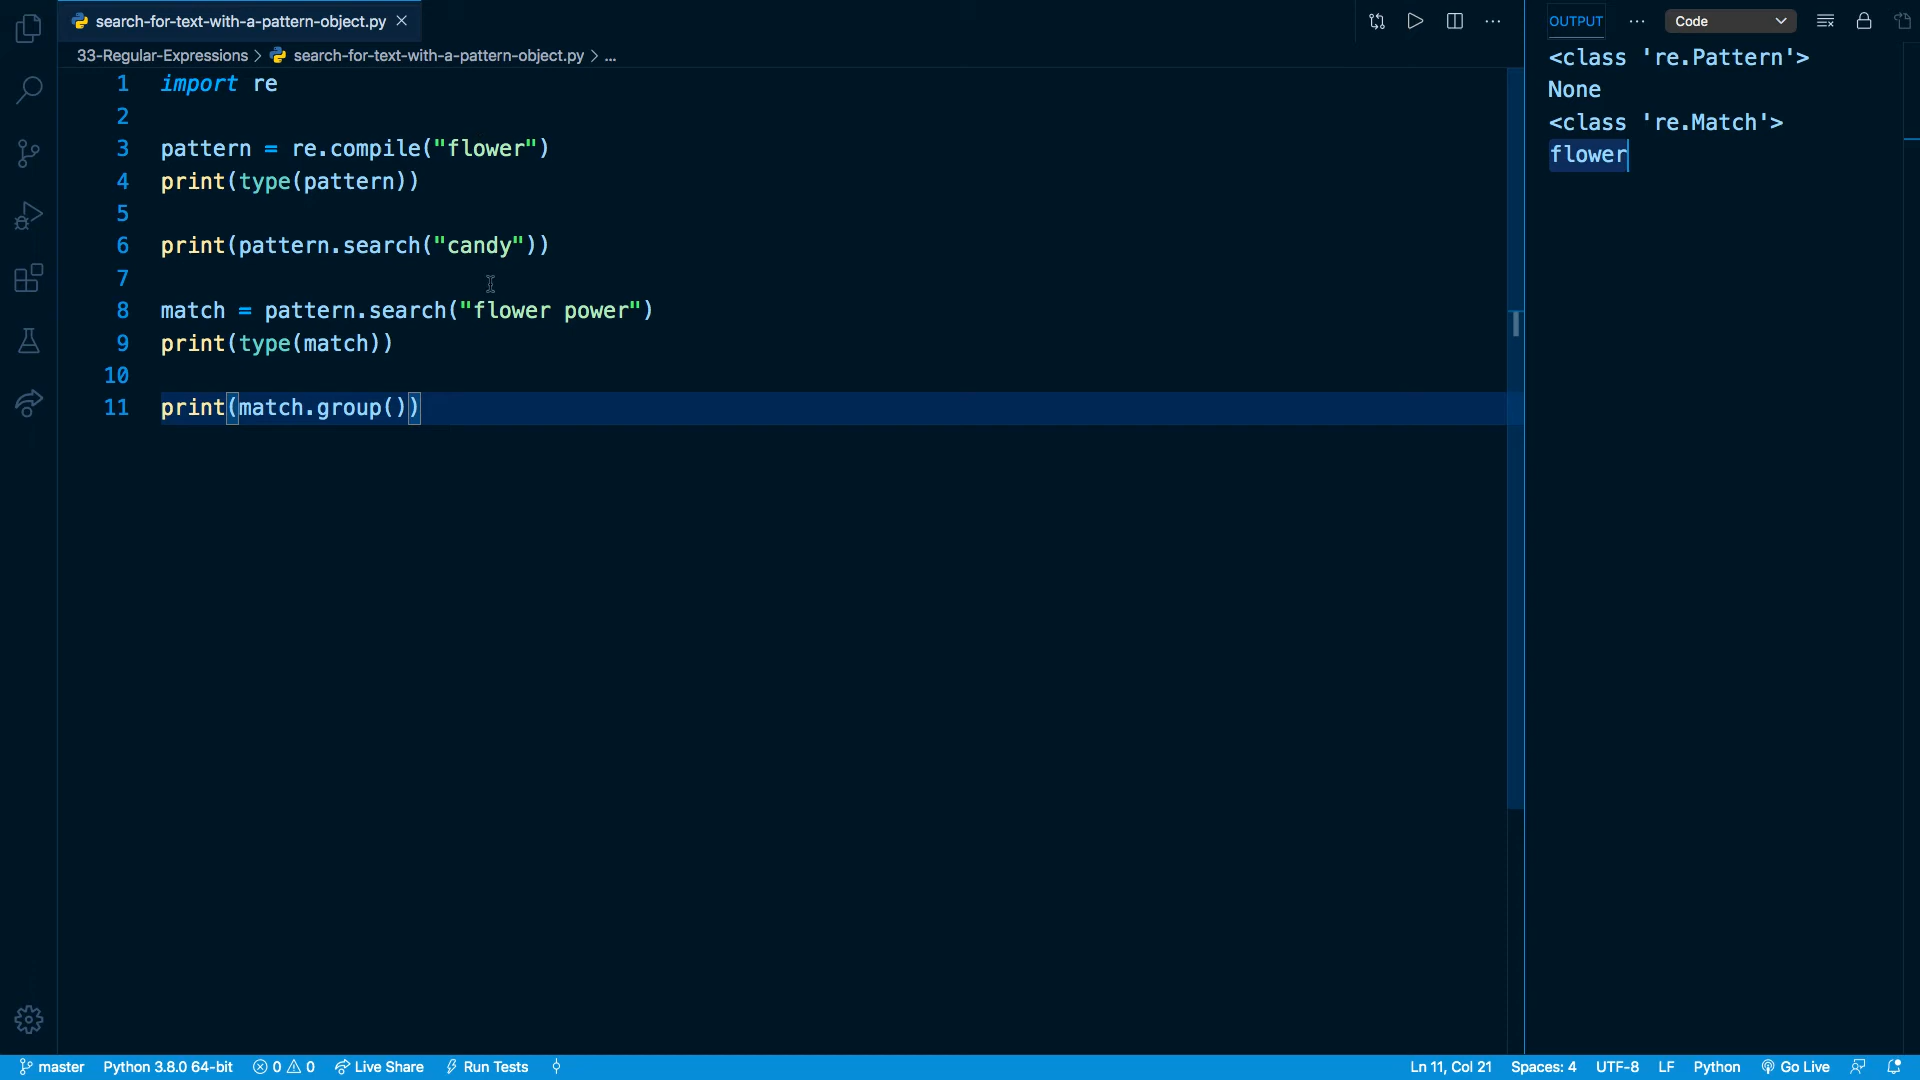 search-for-text-with-a-pattern-object.py
OUTPUT
Code
33-Regular-Expressions > search-for-text-with-a-pattern-object.py > ...
1 import re
2
3 pattern = re.compile("flower")
4 print(type(pattern))
5
6 print(pattern.search("candy"))
7
8 match = pattern.search("flower power")
9 print(type(match))
10
11 print(match.group())
<class 're.Pattern'>
None
<class 're.Match'>
flower
master Python 3.8.0 64-bit 0 0 Live Share Run Tests Ln 11, Col 21 Spaces: 4 UTF-8 LF Python Go Live